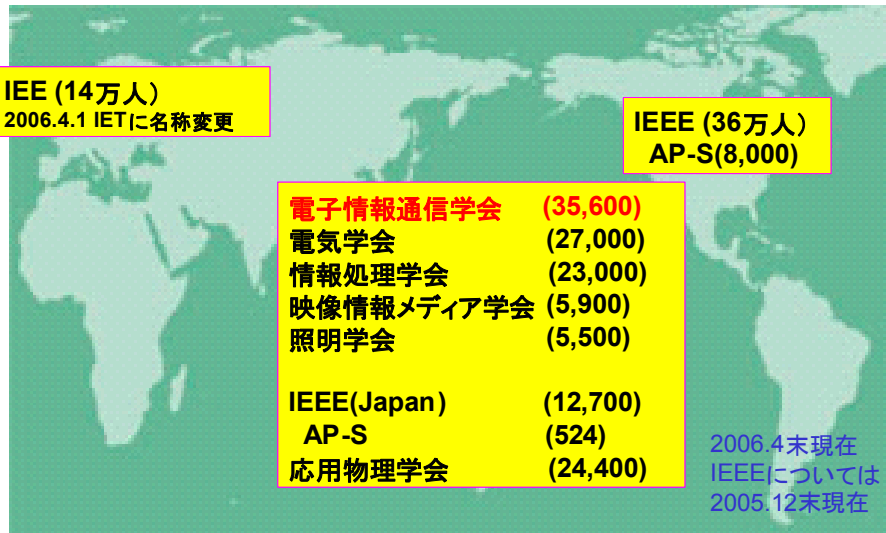 IEE (14万人）
2006.4.1 IETに名称変更
IEEE (36万人）
AP-S(8,000)
電子情報通信学会 (35,600)
電気学会 (27,000)
情報処理学会 (23,000)
映像情報メディア学会 (5,900)
照明学会 (5,500)
IEEE(Japan) (12,700)
AP-S (524)
応用物理学会 (24,400)
2006.4末現在
IEEEについては
2005.12末現在